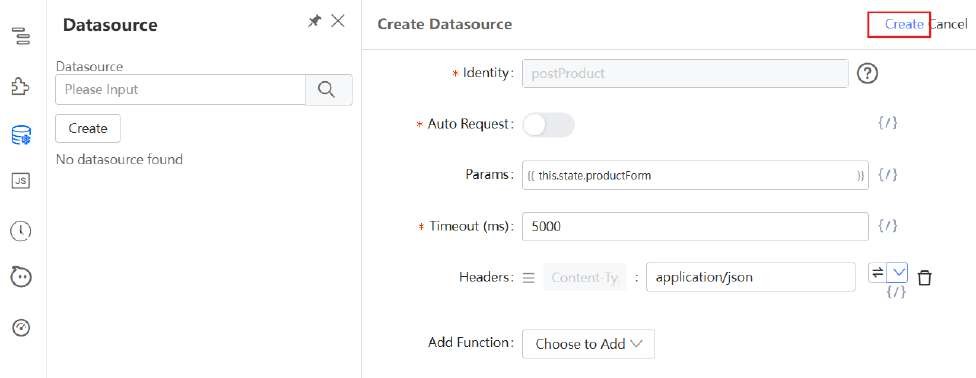 Datasource
Create Datasource
Create Cancel
Datasource
Please Input
Create
No datasource found
* Identity: postProduct ?
* Auto Request: {/}
Params: {{ this.state.productForm }} {/}
* Timeout (ms): 5000 {/}
Headers: Content-Ty : application/json
{/}
Add Function: Choose to Add
JS